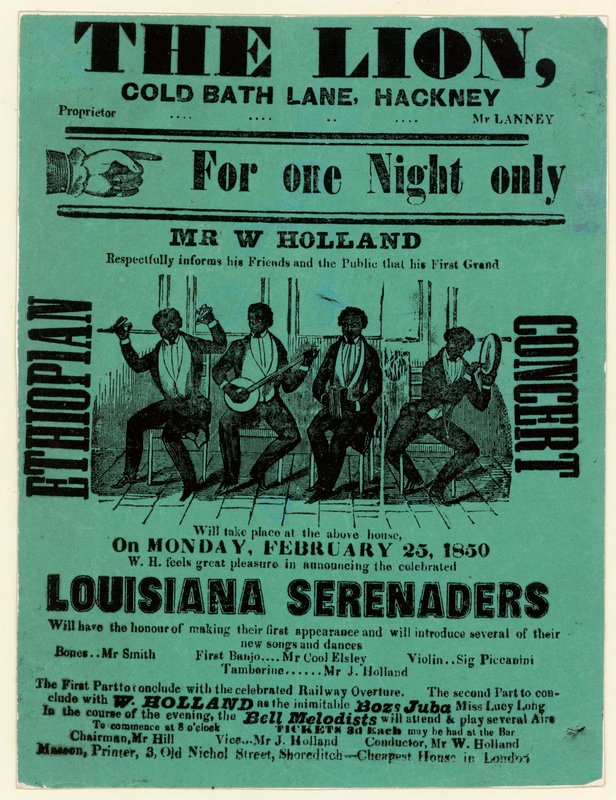 THE LION,
COLD BATH LANE, HACKNEY
Proprietor .... .... .. .... Mr LANNEY
For one Night only
MR W HOLLAND
Respectfully informs his Friends and the Public that his First Grand
ETHIOPIAN
CONCERT
Will take place at the above house,
On MONDAY, FEBRUARY 25, 1850
W. H. feels great pleasure in announcing the celebrated
LOUISIANA SERENADERS
Will have the honour of making their first appearance and will introduce several of their
new songs and dances
Bones..Mr Smith First Banjo....Mr Cool Elsley Violin..Sig Piccanini
Tamborine......Mr J. Holland
The First Part to conclude with the celebrated Railway Overture. The second Part to con-
clude with W. HOLLAND as the inimitable Bozs Juba Miss Lucy Long
In the course of the evening, the Bell Melodists will attend & play several Airs
To commence at 8 o'clock TICKETS 3d Each may be had at the Bar
Chairman, Mr Hill Vice...Mr J. Holland Conductor, Mr W. Holland
Masson, Printer, 3, Old Nichol Street, Shoreditch—Cheapest House in London